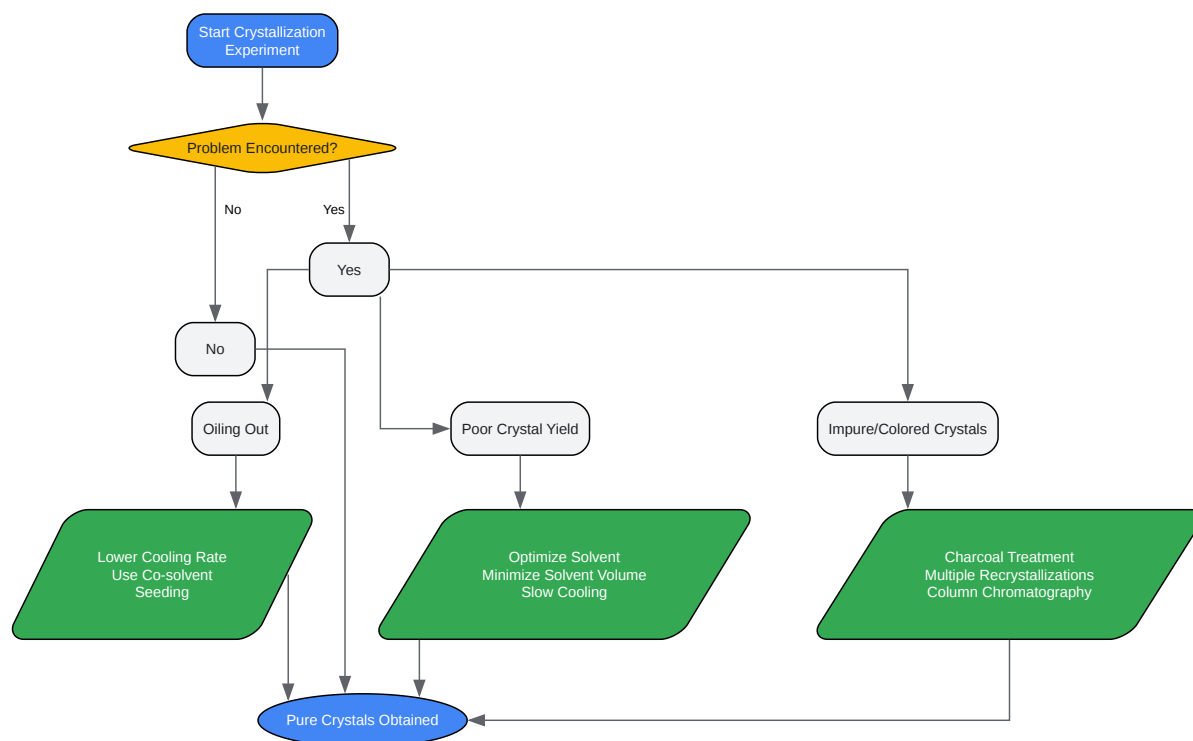 Start Crystallization
Experiment
Problem Encountered?
No
Yes
Yes
No
Oiling Out
Poor Crystal Yield
Impure/Colored Crystals
Lower Cooling Rate
Use Co-solvent
Seeding
Optimize Solvent
Minimize Solvent Volume
Slow Cooling
Charcoal Treatment
Multiple Recrystallizations
Column Chromatography
Pure Crystals Obtained